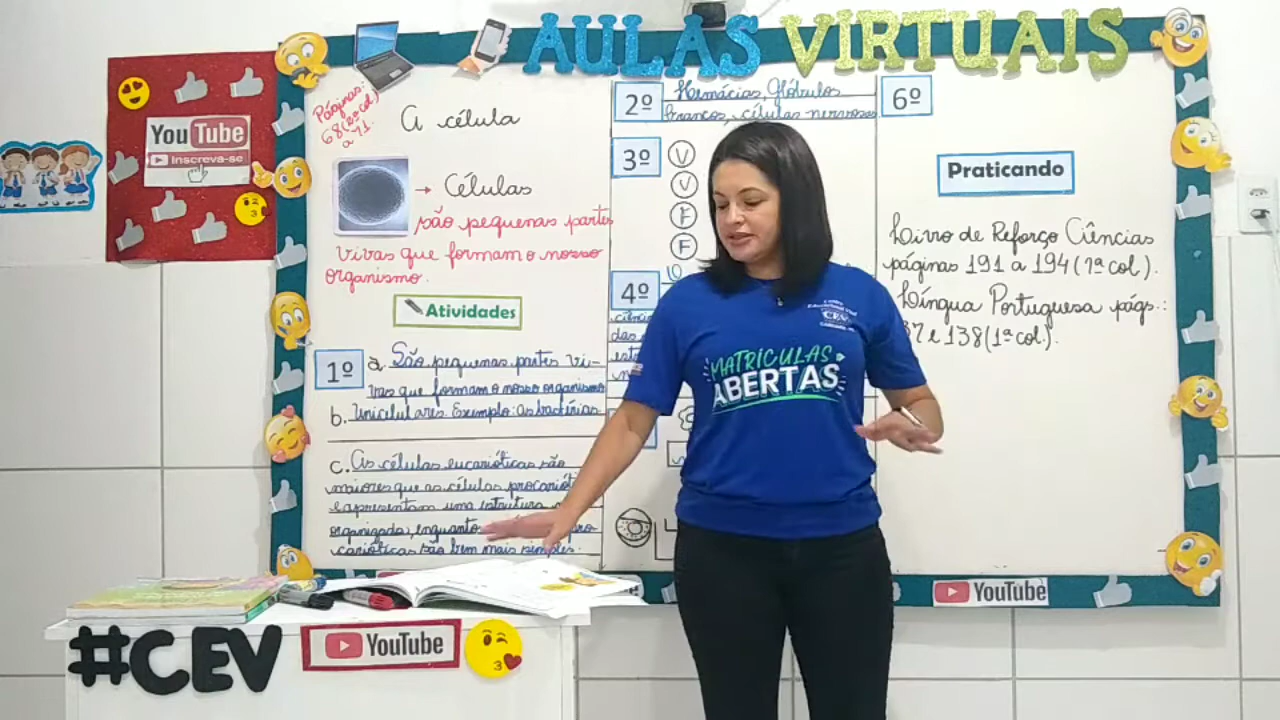 AULAS VIRTUAIS
YouTube
Inscreva-se
Páginas:
68 (2ª col)
a 71.
A célula
→ Células
são pequenas partes
vivas que formam o nosso
organismo.
Atividades
1º
a. São pequenas partes vi-
vas que formam o nosso organismo
b. Unicelulares. Exemplo: as bactérias
c. As células eucarióticas são
maiores que as células procarió
e apresentam uma estrutura
organizada, enquanto
carióticas são bem mais simples.
2º
Hemácias, Glóbulos
brancos, células nervosas
3º
V
V
F
F
4º
ciênci
das
6º
Praticando
Livro de Reforço Ciências
páginas 191 a 194 (1ª col).
Língua Portuguesa págs.:
37 e 138 (1ª col).
CEV
MATRÍCULAS
ABERTAS
YouTube
#CEV
YouTube